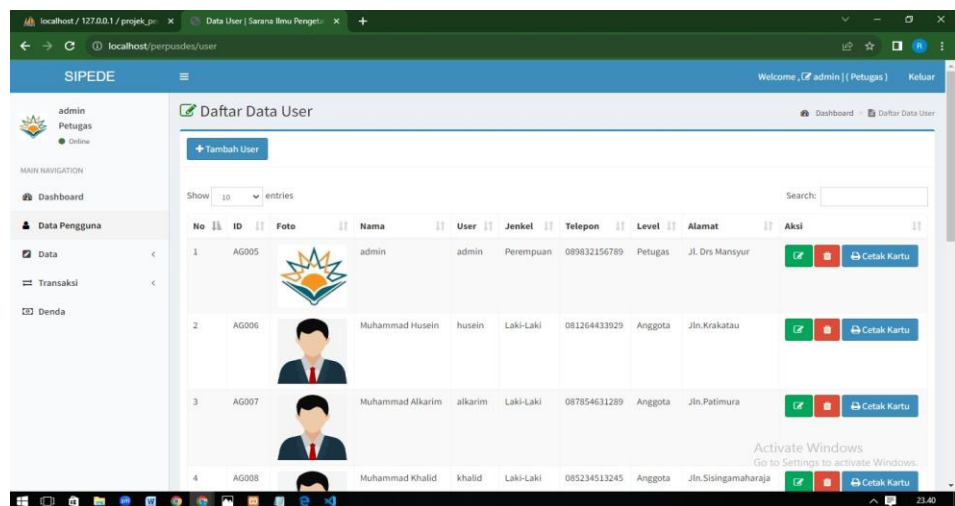 localhost / 127.0.0.1 / projek_pe
Data User | Sarana Ilmu Pengeta
localhost/perpusdes/user
R
SIPEDE
Welcome , admin | ( Petugas )
Keluar
admin
Petugas
Online
MAIN NAVIGATION
Dashboard
Data Pengguna
Data
Transaksi
Denda
Daftar Data User
Dashboard > Daftar Data User
+ Tambah User
Show 10 entries
Search:
No ID Foto Nama User Jenkel Telepon Level Alamat Aksi
1 AG005 admin admin Perempuan 089832156789 Petugas Jl. Drs Mansyur Cetak Kartu
2 AG006 Muhammad Husein husein Laki-Laki 081264433929 Anggota Jln.Krakatau Cetak Kartu
3 AG007 Muhammad Alkarim alkarim Laki-Laki 087854631289 Anggota Jln.Patimura Cetak Kartu
4 AG008 Muhammad Khalid khalid Laki-Laki 085234513245 Anggota Jln.Sisingamaharaja Cetak Kartu
Activate Windows
Go to Settings to activate Windows.
23.40